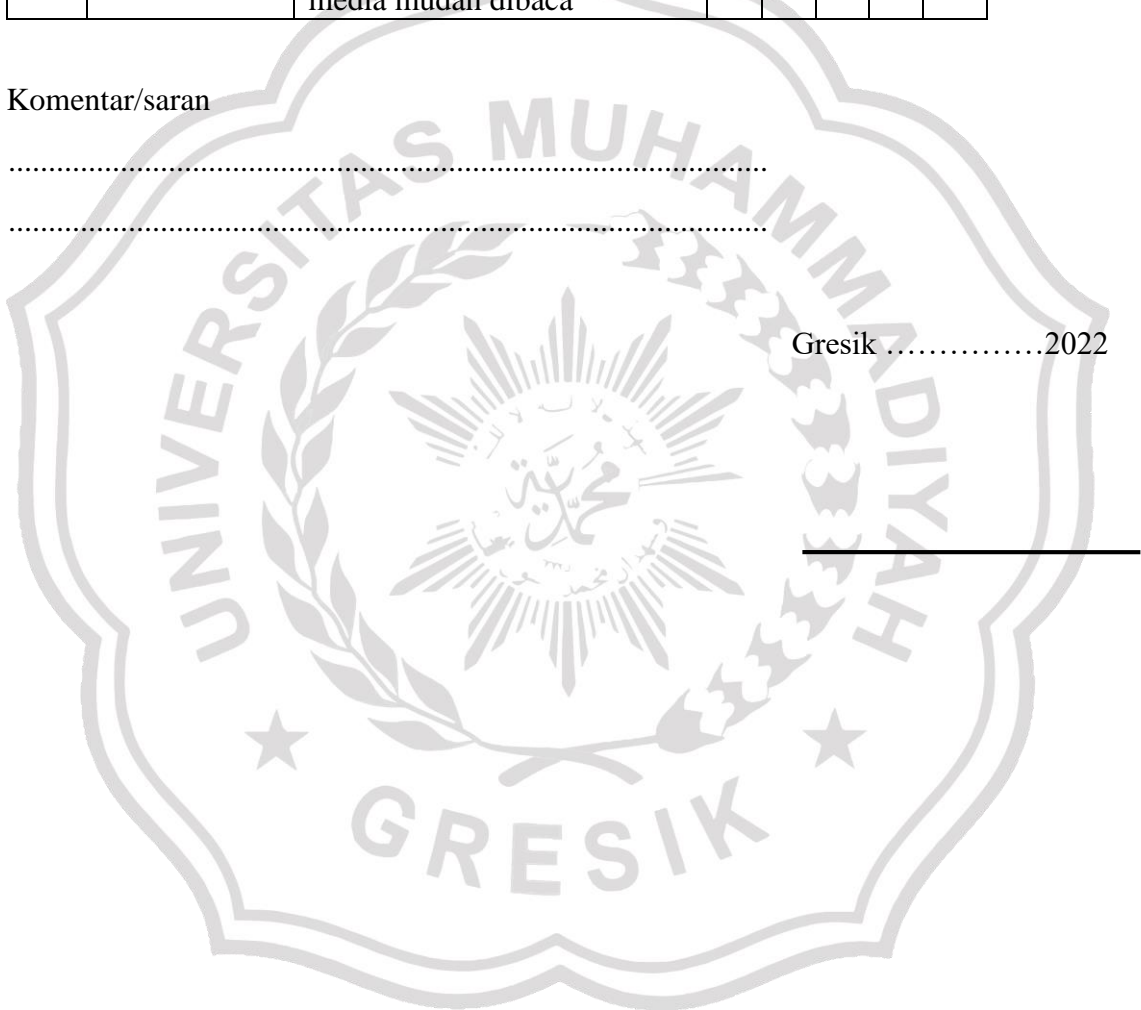 media mudah dibaca
Komentar/saran
...............................................................................................
...............................................................................................
Gresik ……………2022
UNIVERSITAS MUHAMMADIYAH
GRESIK